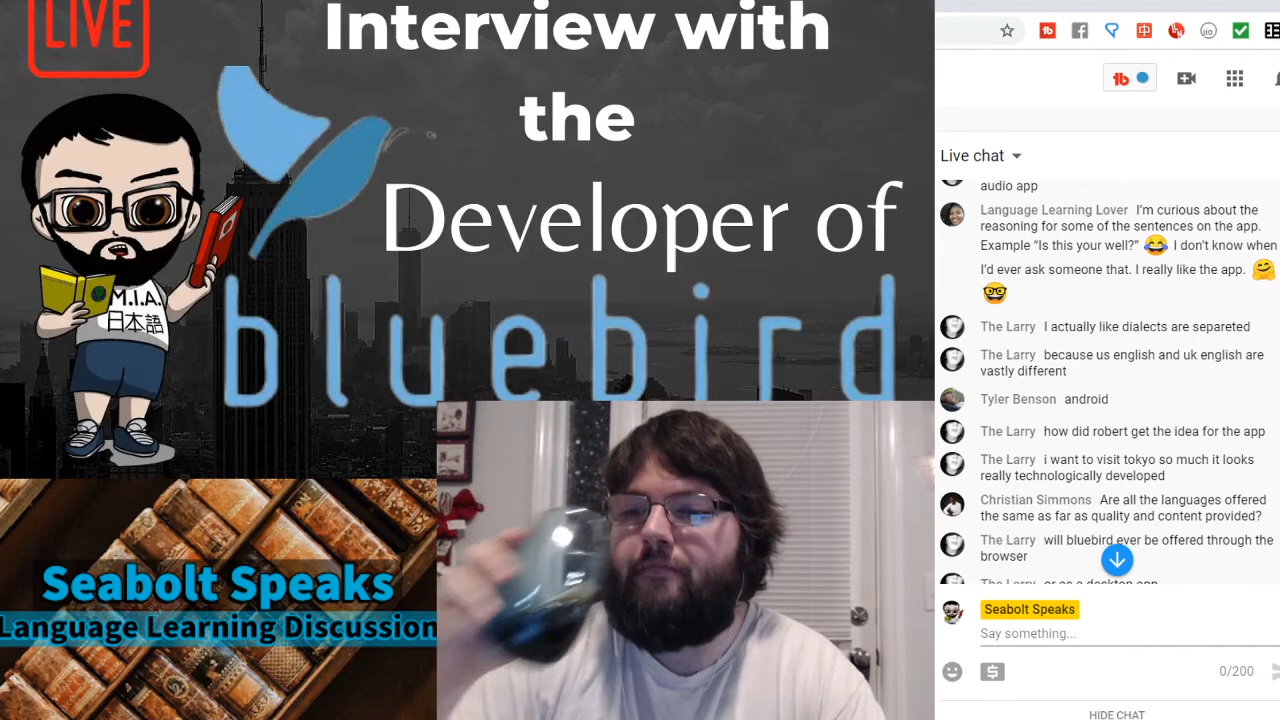 LIVE
Interview with
the
Developer of
bluebird
M.I.A.
日本語
Seabolt Speaks
Language Learning Discussion
Live chat
audio app
Language Learning Lover I'm curious about the
reasoning for some of the sentences on the app.
Example “Is this your well?” 😂 I don't know when
I'd ever ask someone that. I really like the app. 🤗
🤓
The Larry I actually like dialects are separeted
The Larry because us english and uk english are
vastly different
Tyler Benson android
The Larry how did robert get the idea for the app
The Larry i want to visit tokyo so much it looks
really technologically developed
Christian Simmons Are all the languages offered
the same as far as quality and content provided?
The Larry will bluebird ever be offered through the
browser
The Larry or as a desktop app
Seabolt Speaks
Say something...
0/200
HIDE CHAT